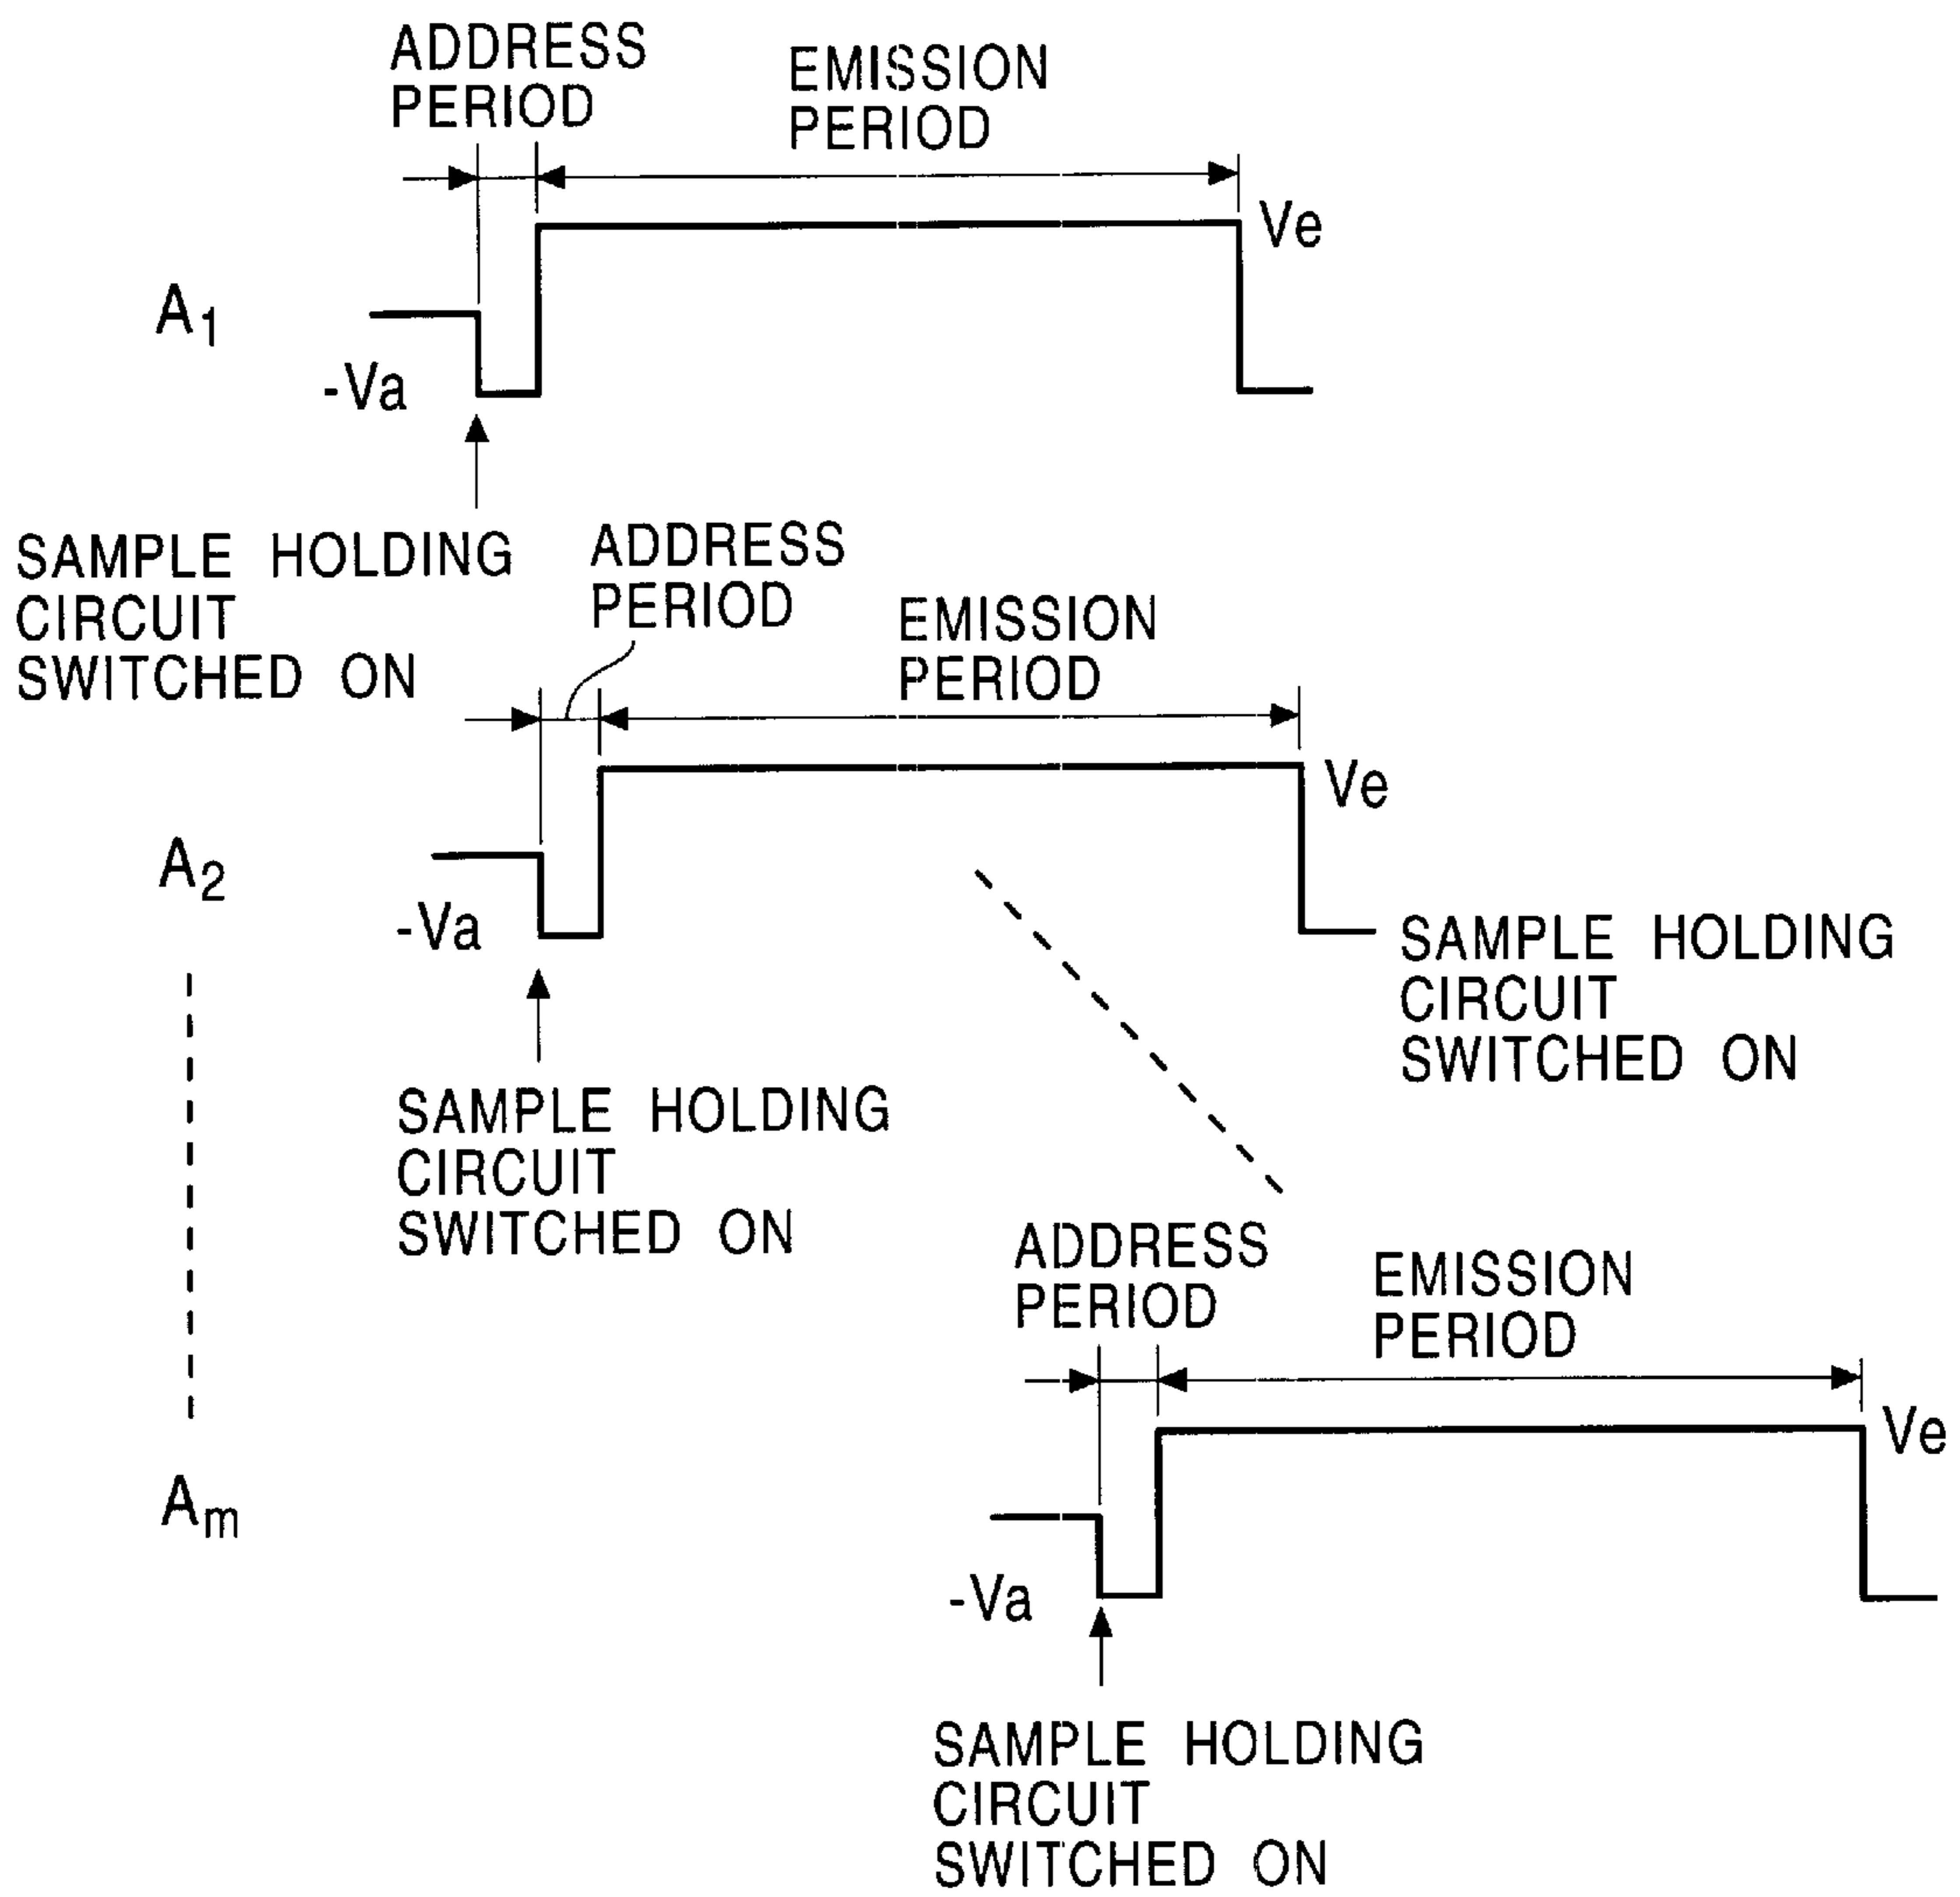 ADDRESS
PERIOD
EMISSION
PERIOD
Ve
A1
-Va
SAMPLE HOLDING
CIRCUIT
SWITCHED ON
ADDRESS
PERIOD
EMISSION
PERIOD
Ve
A2
-Va
SAMPLE HOLDING
CIRCUIT
SWITCHED ON
SAMPLE HOLDING
CIRCUIT
SWITCHED ON
ADDRESS
PERIOD
EMISSION
PERIOD
Ve
Am
-Va
SAMPLE HOLDING
CIRCUIT
SWITCHED ON